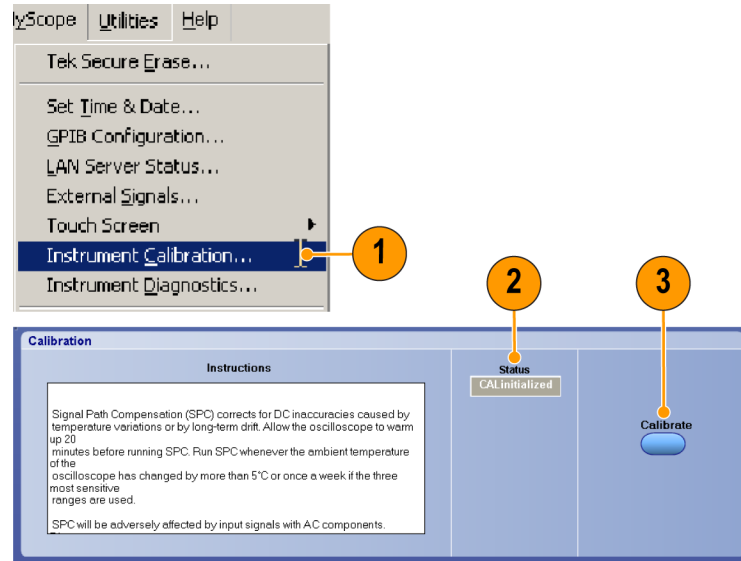 yScope Utilities Help
Tek Secure Erase...
Set Time & Date...
GPIB Configuration...
LAN Server Status...
External Signals...
Touch Screen
Instrument Calibration...
1
Instrument Diagnostics...
2
3
Calibration
Instructions
Status
CALinitialized
Calibrate
Signal Path Compensation (SPC) corrects for DC inaccuracies caused by
temperature variations or by long-term drift. Allow the oscilloscope to warm
up 20
minutes before running SPC. Run SPC whenever the ambient temperature
of the
oscilloscope has changed by more than 5°C or once a week if the three
most sensitive
ranges are used.
SPC will be adversely affected by input signals with AC components.